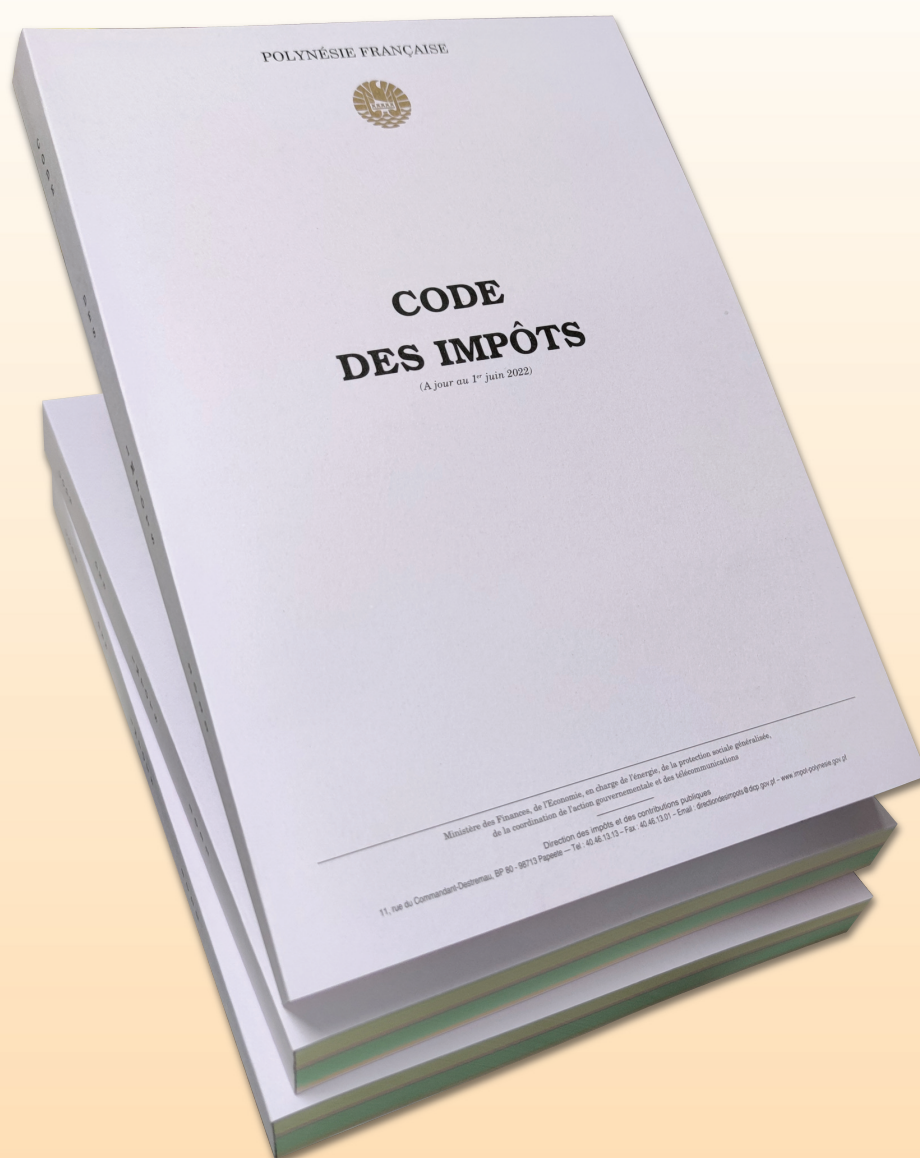 POLYNÉSIE FRANÇAISE
CODE
DES IMPÔTS
(A jour au 1er juin 2022)
Ministère des Finances, de l'Economie, en charge de l'énergie, de la protection sociale généralisée,
de la coordination de l'action gouvernementale et des télécommunications
Direction des impôts et des contributions publiques
11, rue du Commandant-Destremau, BP 80 - 98713 Papeete — Tel : 40.46.13.13 – Fax : 40.46.13.01 – Email : directiondesimpots@dicp.gov.pf – www.impot-polynesie.gov.pf